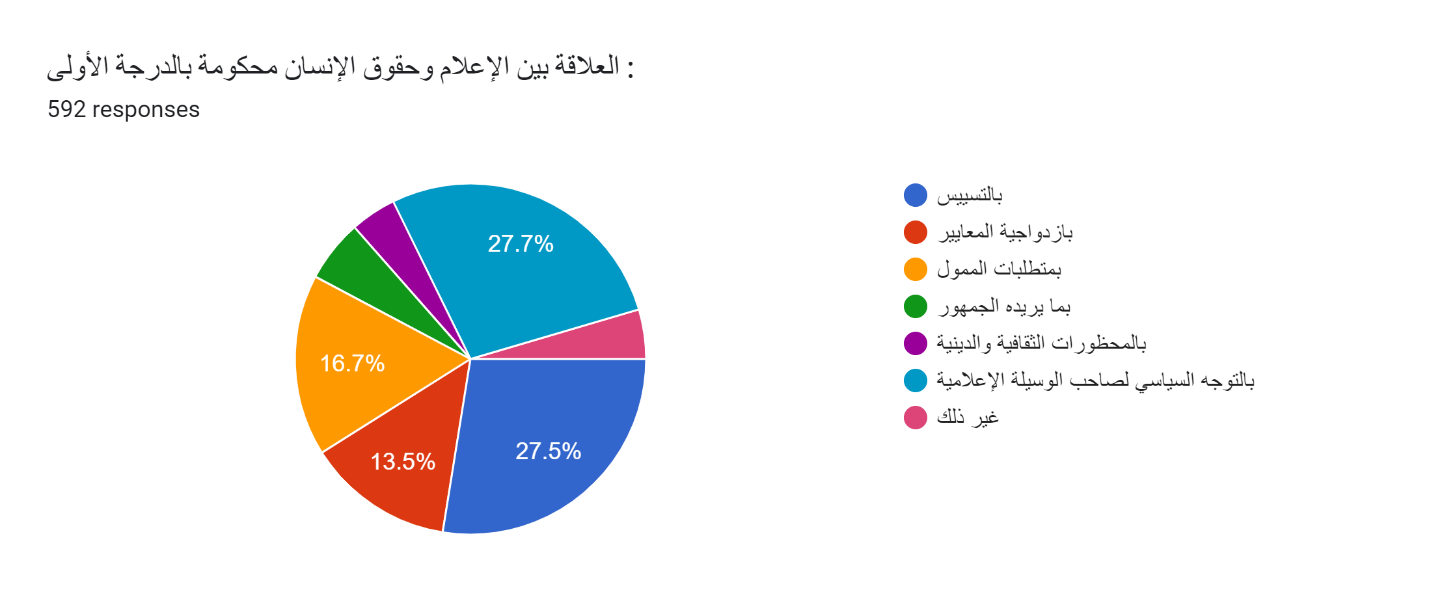 العلاقة بين الإعلام وحقوق الإنسان محكومة بالدرجة الأولى :
592 responses
27.7%
16.7%
13.5%
27.5%
بالتسييس
بازدواجية المعايير
بمتطلبات الممول
بما يريده الجمهور
بالمحظورات الثقافية والدينية
بالتوجه السياسي لصاحب الوسيلة الإعلامية
غير ذلك